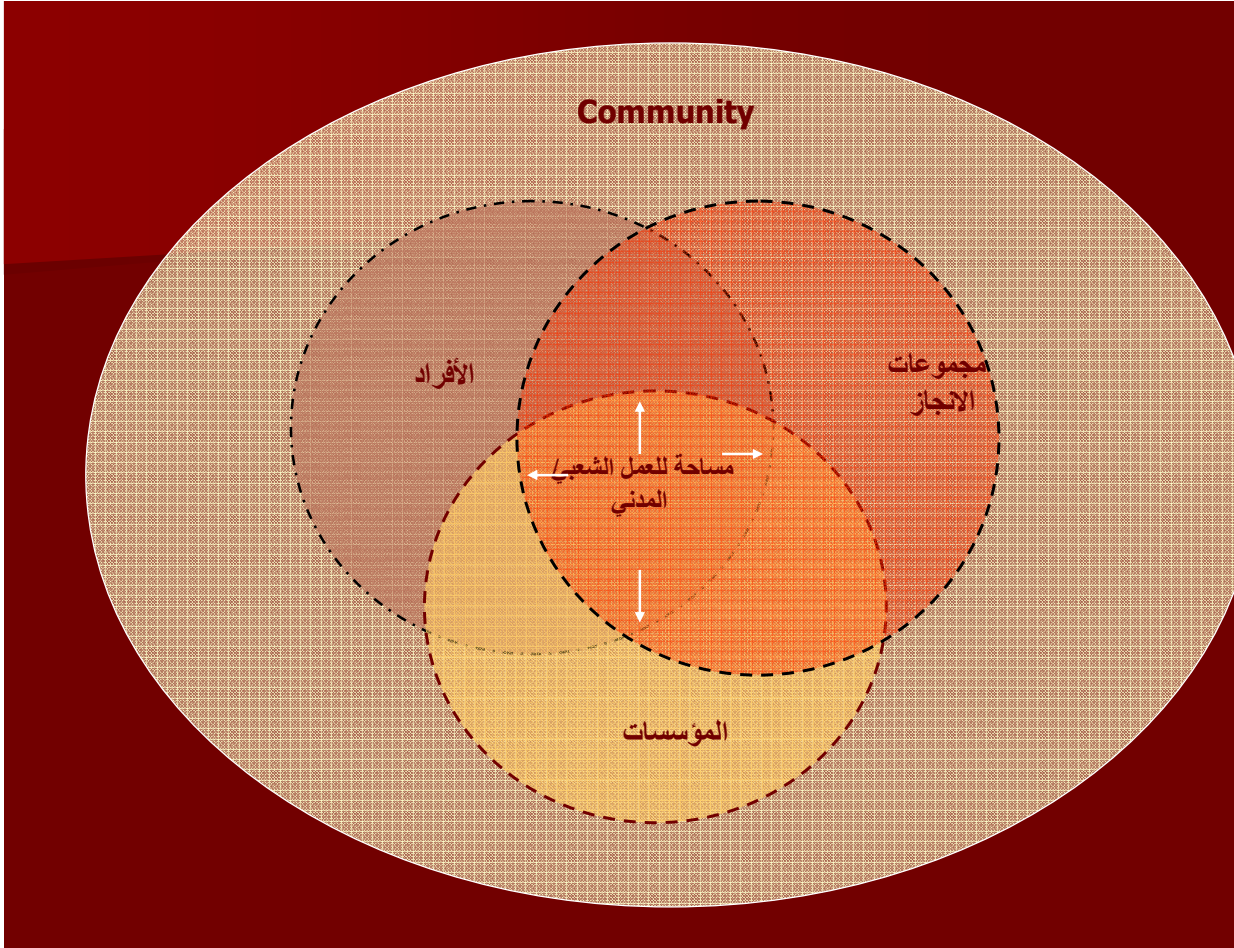 Community
مجموعات
الانجاز
الأفراد
مساحة للعمل الشعبي/
المدني
المؤسسات